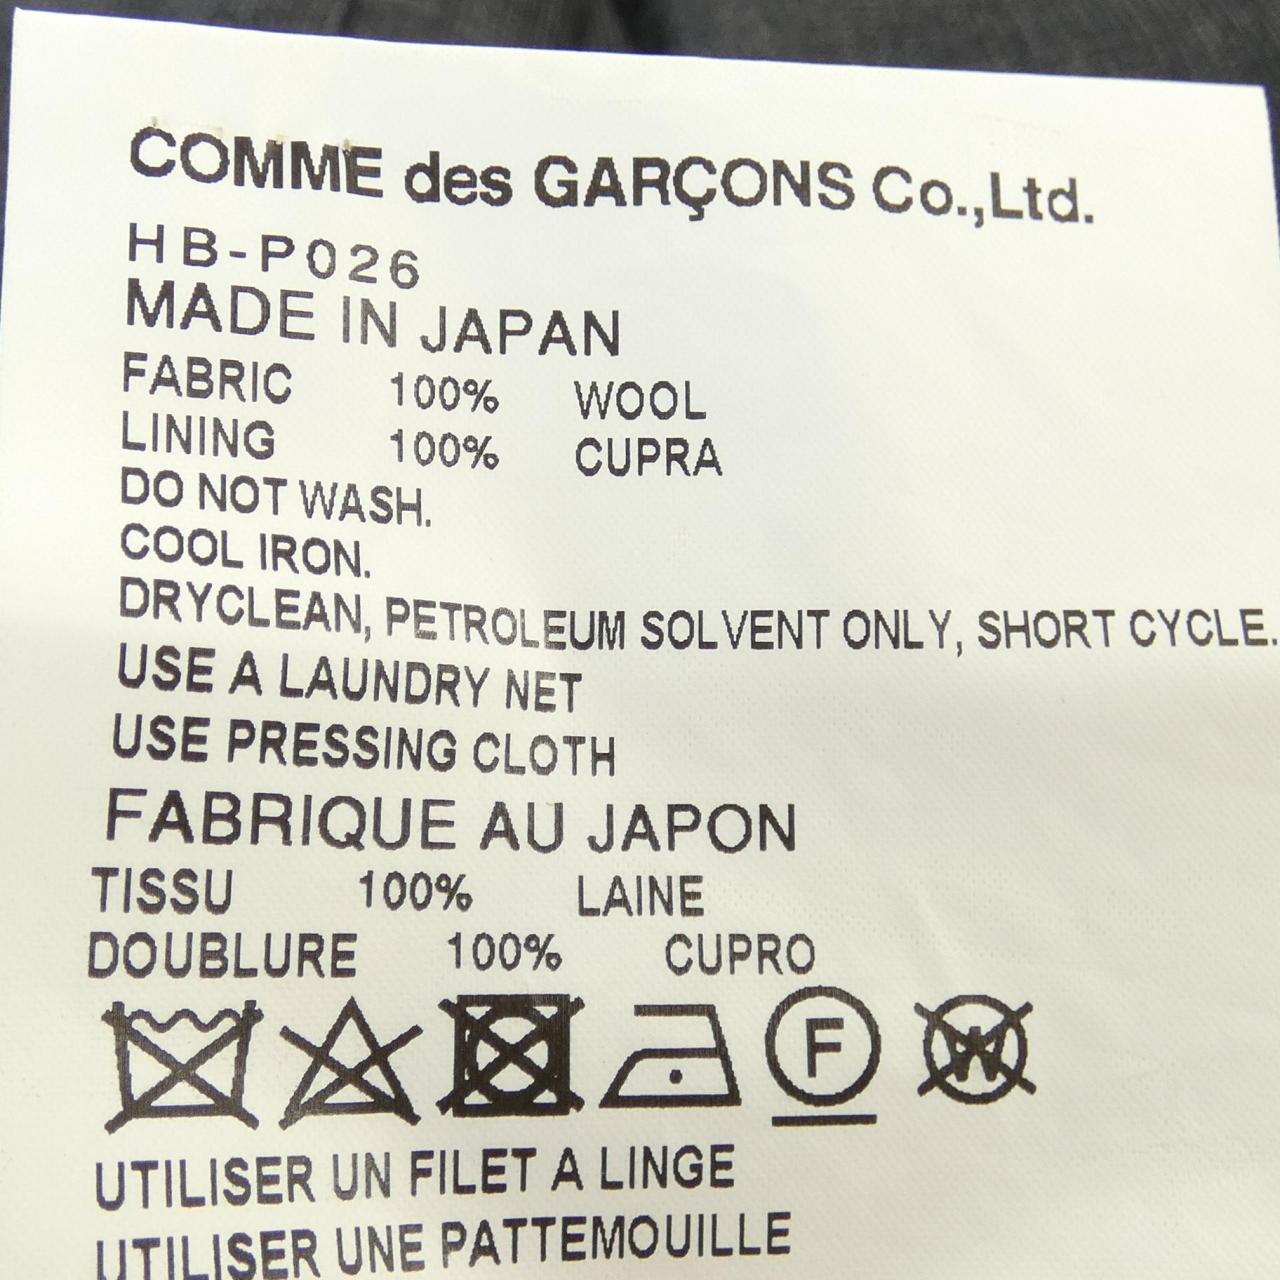 COMME des GARÇONS Co.,Ltd.
HB-P026
MADE IN JAPAN
FABRIC 100% WOOL
LINING 100% CUPRA
DO NOT WASH.
COOL IRON.
DRYCLEAN, PETROLEUM SOLVENT ONLY, SHORT CYCLE.
USE A LAUNDRY NET
USE PRESSING CLOTH
FABRIQUE AU JAPON
TISSU 100% LAINE
DOUBLURE 100% CUPRO
F W
UTILISER UN FILET A LINGE
UTILISER UNE PATTEMOUILLE